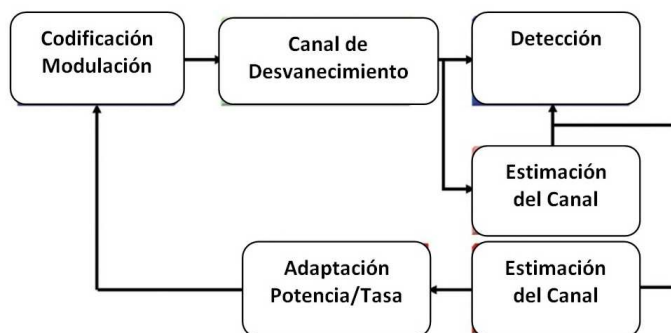 Codificación
Modulación
Canal de
Desvanecimiento
Detección
Estimación
del Canal
Adaptación
Potencia/Tasa
Estimación
del Canal